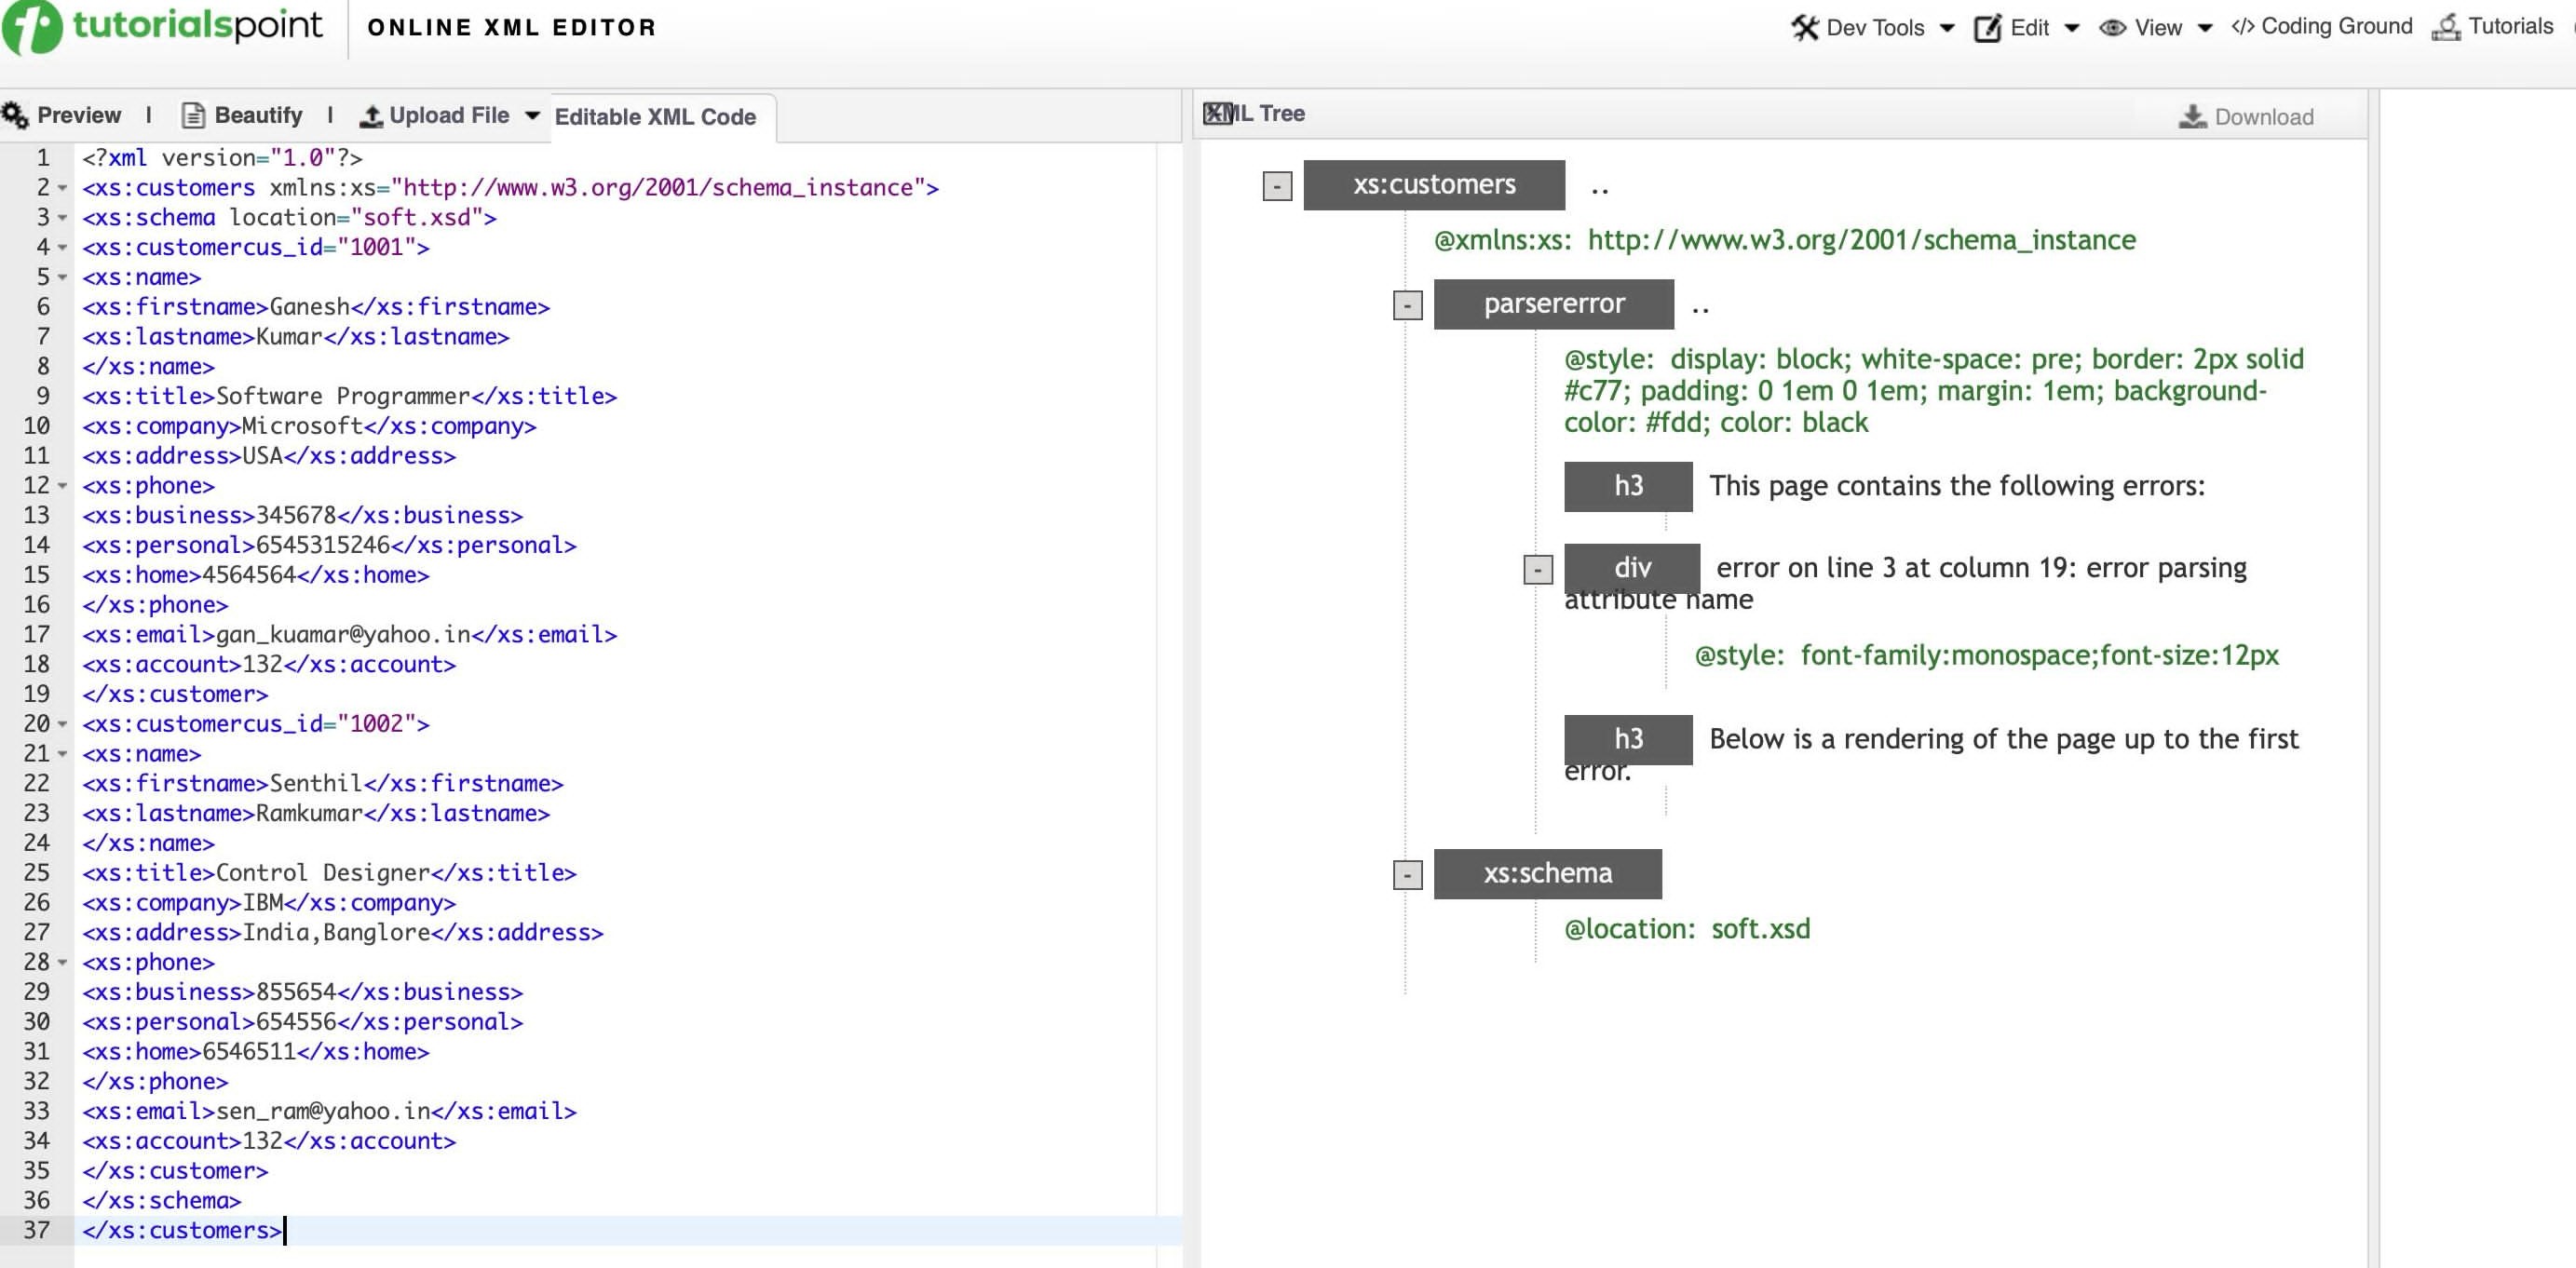 tutorialspoint ONLINE XML EDITOR Dev Tools Edit View </> Coding Ground Tutorials
Preview | Beautify | Upload File Editable XML Code
1 <?xml version="1.0"?>
2 <xs:customers xmlns:xs="http://www.w3.org/2001/schema_instance">
3 <xs:schema location="soft.xsd">
4 <xs:customercus_id="1001">
5 <xs:name>
6 <xs:firstname>Ganesh</xs:firstname>
7 <xs:lastname>Kumar</xs:lastname>
8 </xs:name>
9 <xs:title>Software Programmer</xs:title>
10 <xs:company>Microsoft</xs:company>
11 <xs:address>USA</xs:address>
12 <xs:phone>
13 <xs:business>345678</xs:business>
14 <xs:personal>6545315246</xs:personal>
15 <xs:home>4564564</xs:home>
16 </xs:phone>
17 <xs:email>gan_kuamar@yahoo.in</xs:email>
18 <xs:account>132</xs:account>
19 </xs:customer>
20 <xs:customercus_id="1002">
21 <xs:name>
22 <xs:firstname>Senthil</xs:firstname>
23 <xs:lastname>Ramkumar</xs:lastname>
24 </xs:name>
25 <xs:title>Control Designer</xs:title>
26 <xs:company>IBM</xs:company>
27 <xs:address>India,Banglore</xs:address>
28 <xs:phone>
29 <xs:business>855654</xs:business>
30 <xs:personal>654556</xs:personal>
31 <xs:home>6546511</xs:home>
32 </xs:phone>
33 <xs:email>sen_ram@yahoo.in</xs:email>
34 <xs:account>132</xs:account>
35 </xs:customer>
36 </xs:schema>
37 </xs:customers>
XML Tree Download
- xs:customers ..
@xmlns:xs: http://www.w3.org/2001/schema_instance
- parsererror ..
@style: display: block; white-space: pre; border: 2px solid
#c77; padding: 0 1em 0 1em; margin: 1em; background-
color: #fdd; color: black
h3 This page contains the following errors:
- div error on line 3 at column 19: error parsing
attribute name
@style: font-family:monospace;font-size:12px
h3 Below is a rendering of the page up to the first
error.
- xs:schema
@location: soft.xsd